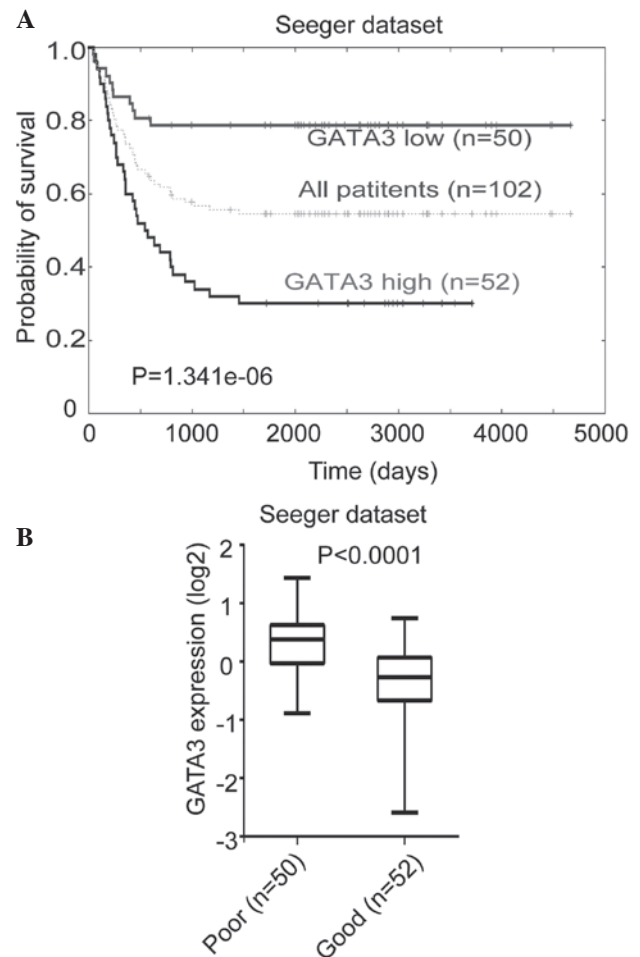 A
Seeger dataset
Probability of survival
1.0
0.8
0.6
0.4
0.2
0
GATA3 low (n=50)
All patitents (n=102)
GATA3 high (n=52)
P=1.341e-06
0 1000 2000 3000 4000 5000
Time (days)
B
Seeger dataset
GATA3 expression (log2)
P<0.0001
2
1
0
-1
-2
-3
Poor (n=50)
Good (n=52)